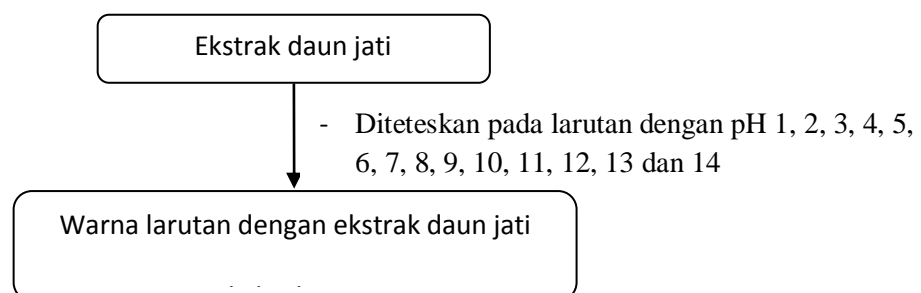 Ekstrak daun jati
- Diteteskan pada larutan dengan pH 1, 2, 3, 4, 5,
6, 7, 8, 9, 10, 11, 12, 13 dan 14
Warna larutan dengan ekstrak daun jati